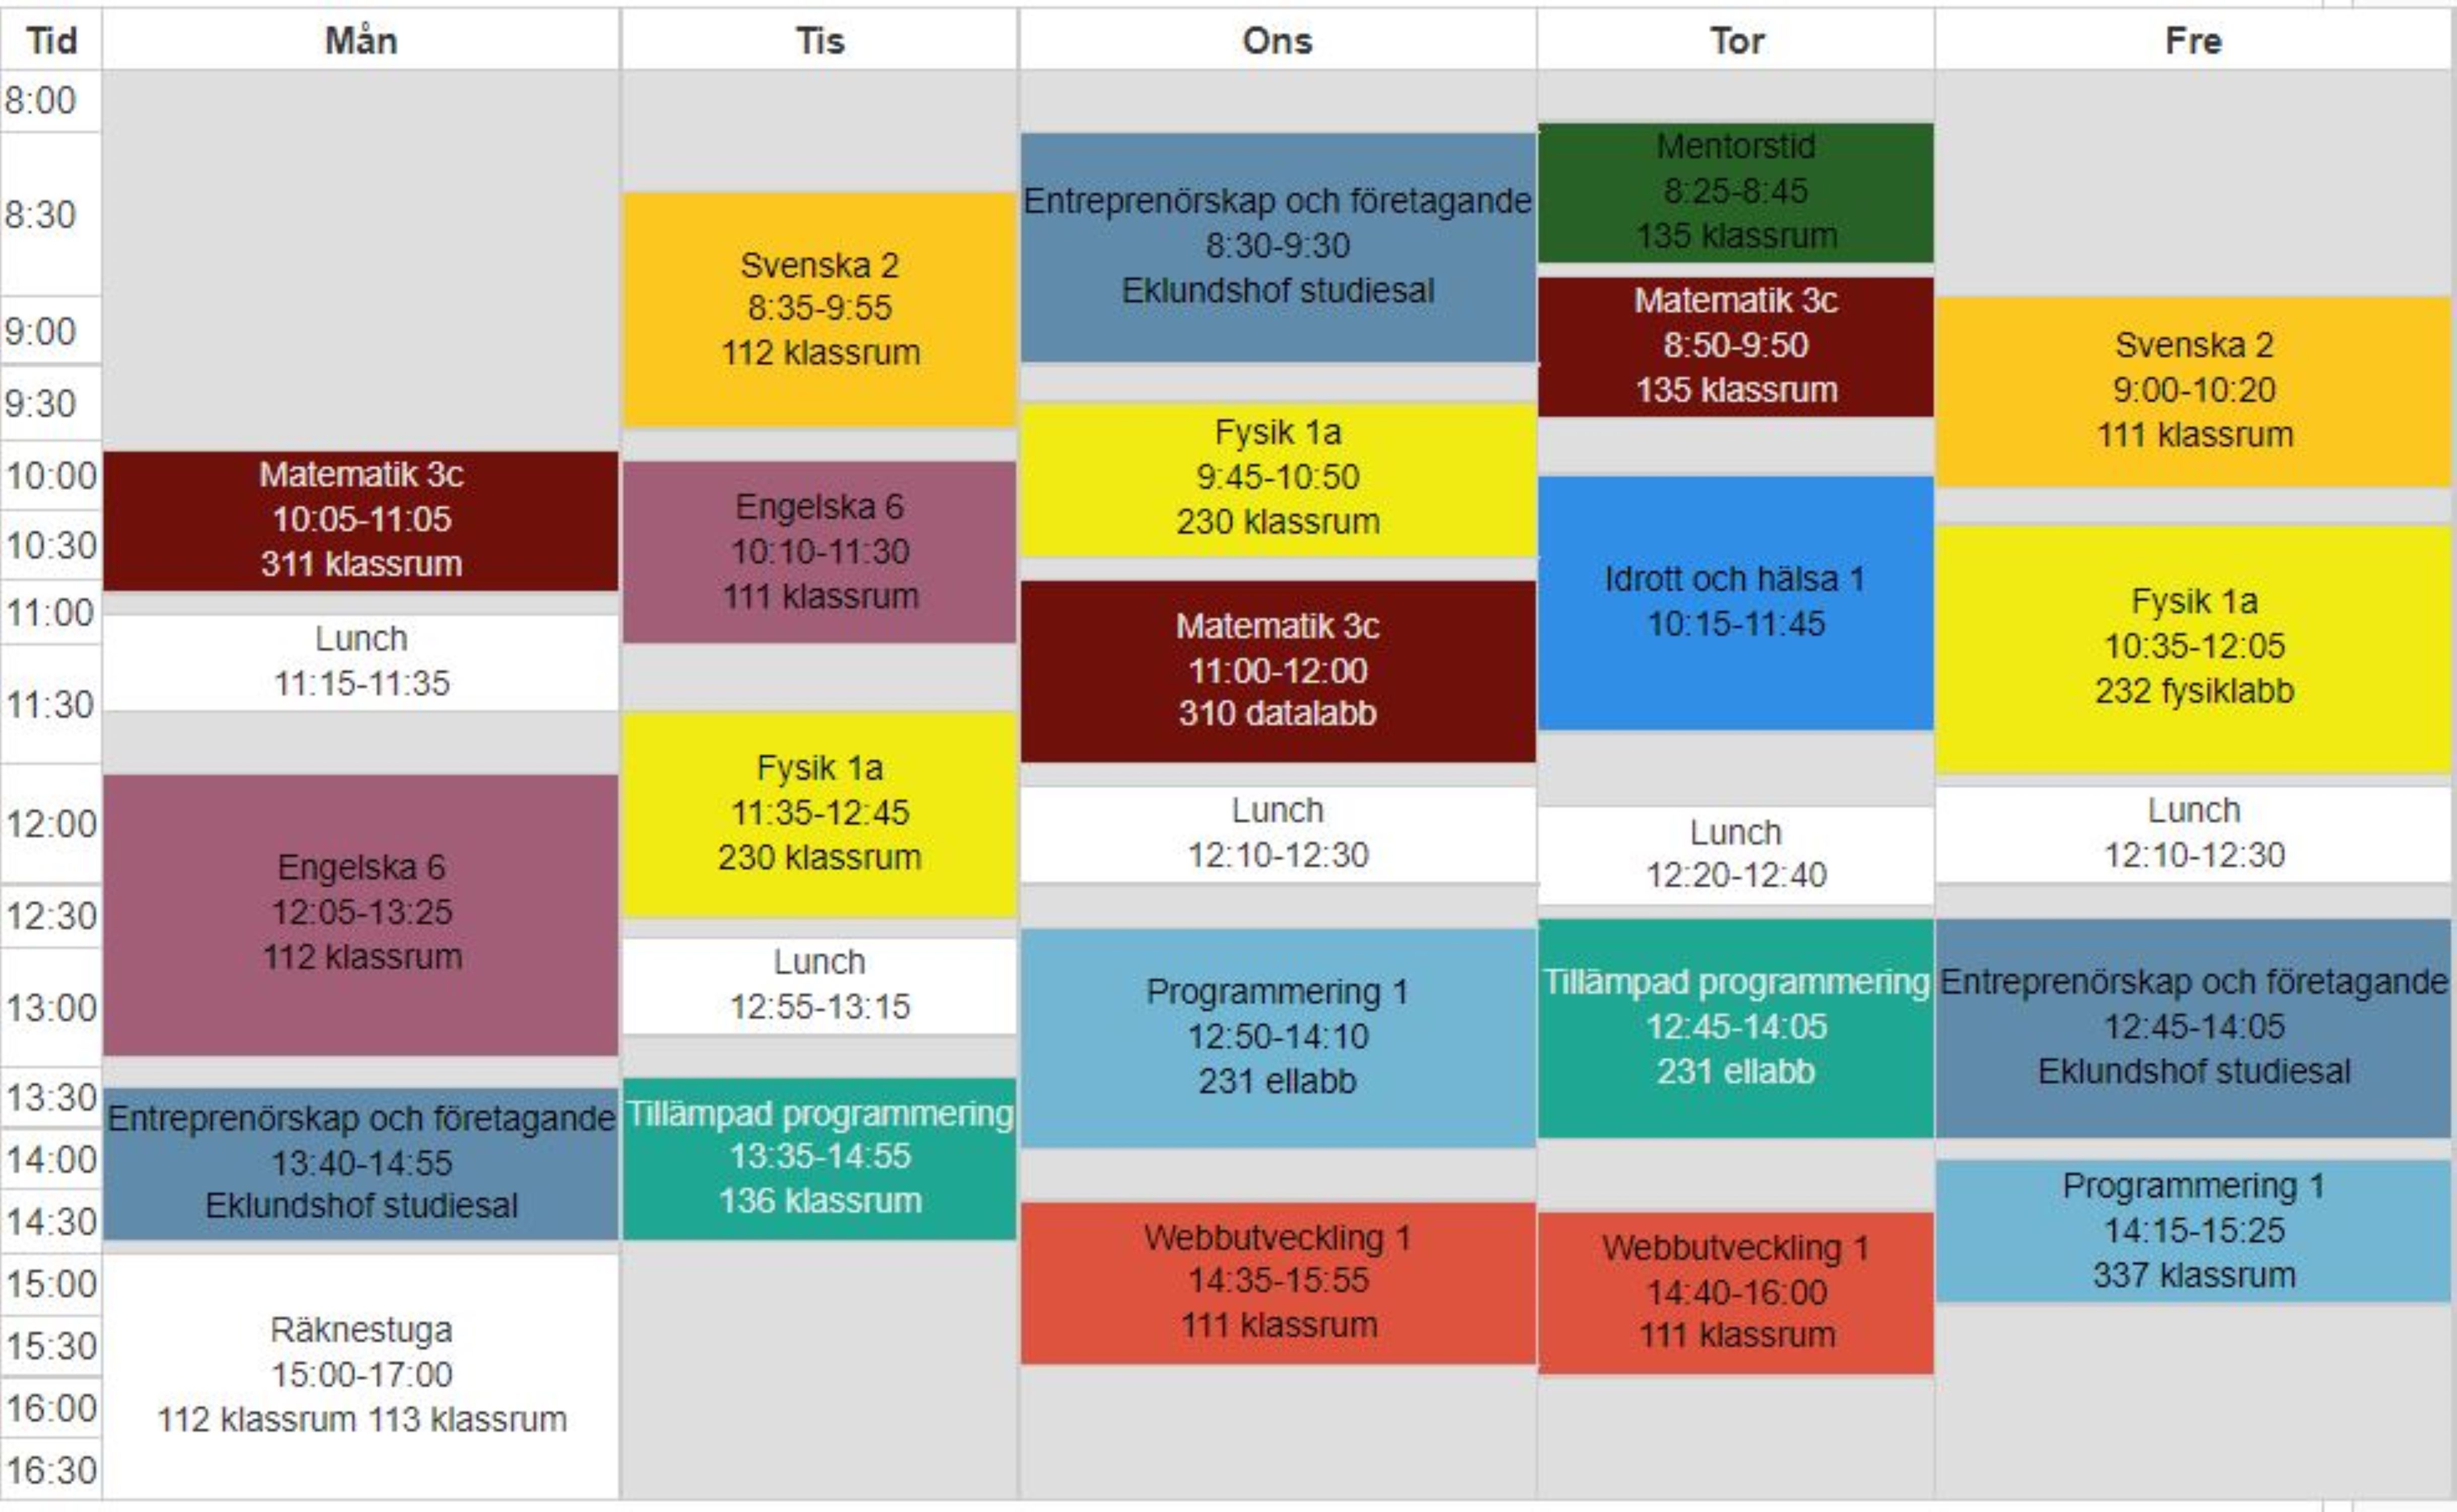 Tid
Mån
Tis
Ons
Tor
Fre
8:00
8:30
9:00
9:30
10:00
10:30
11:00
11:30
12:00
12:30
13:00
13:30
14:00
14:30
15:00
15:30
16:00
16:30
Matematik 3c
10:05-11:05
311 klassrum
Lunch
11:15-11:35
Engelska 6
12:05-13:25
112 klassrum
Entreprenörskap och företagande
13:40-14:55
Eklundshof studiesal
Räknestuga
15:00-17:00
112 klassrum 113 klassrum
Svenska 2
8:35-9:55
112 klassrum
Engelska 6
10:10-11:30
111 klassrum
Fysik 1a
11:35-12:45
230 klassrum
Lunch
12:55-13:15
Tillämpad programmering
13:35-14:55
136 klassrum
Entreprenörskap och företagande
8:30-9:30
Eklundshof studiesal
Fysik 1a
9:45-10:50
230 klassrum
Matematik 3c
11:00-12:00
310 datalabb
Lunch
12:10-12:30
Programmering 1
12:50-14:10
231 ellabb
Webbutveckling 1
14:35-15:55
111 klassrum
Mentorstid
8:25-8:45
135 klassrum
Matematik 3c
8:50-9:50
135 klassrum
Idrott och hälsa 1
10:15-11:45
Lunch
12:20-12:40
Tillämpad programmering
12:45-14:05
231 ellabb
Webbutveckling 1
14:40-16:00
111 klassrum
Svenska 2
9:00-10:20
111 klassrum
Fysik 1a
10:35-12:05
232 fysiklabb
Lunch
12:10-12:30
Entreprenörskap och företagande
12:45-14:05
Eklundshof studiesal
Programmering 1
14:15-15:25
337 klassrum